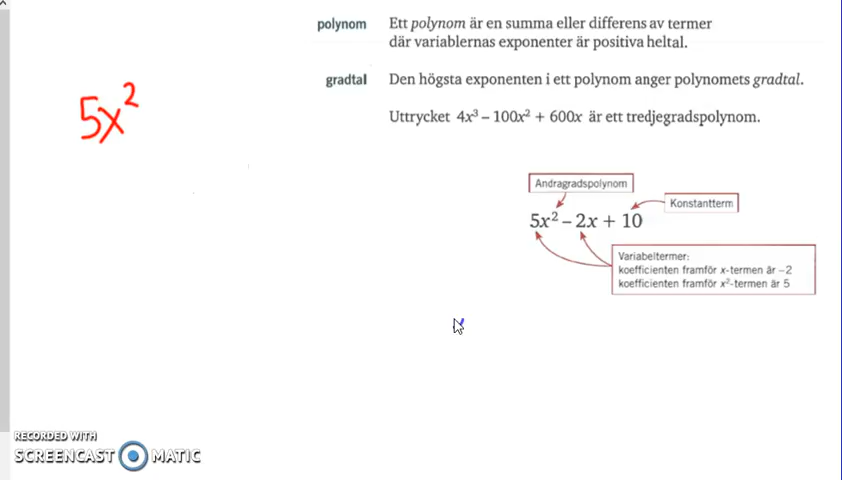 polynom Ett polynom är en summa eller differens av termer
där variablernas exponenter är positiva heltal.
5x²
gradtal Den högsta exponenten i ett polynom anger polynomets gradtal.
Uttrycket 4x³ – 100x² + 600x är ett tredjegradspolynom.
Andragradspolynom
Konstantterm
5x² – 2x + 10
Variabeltermer:
koefficienten framför x-termen är –2
koefficienten framför x²-termen är 5
RECORDED WITH
SCREENCAST MATIC